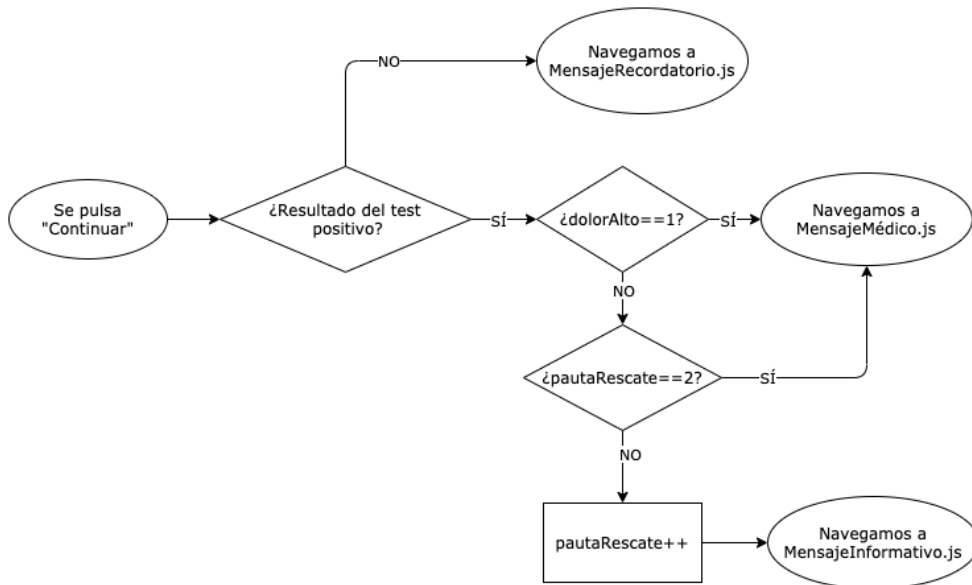 Navegamos a
MensajeRecordatorio.js
NO
Se pulsa
"Continuar"
¿Resultado del test
positivo?
SÍ
¿dolorAlto==1?
SÍ
Navegamos a
MensajeMédico.js
NO
¿pautaRescate==2?
SÍ
NO
pautaRescate++
Navegamos a
MensajeInformativo.js